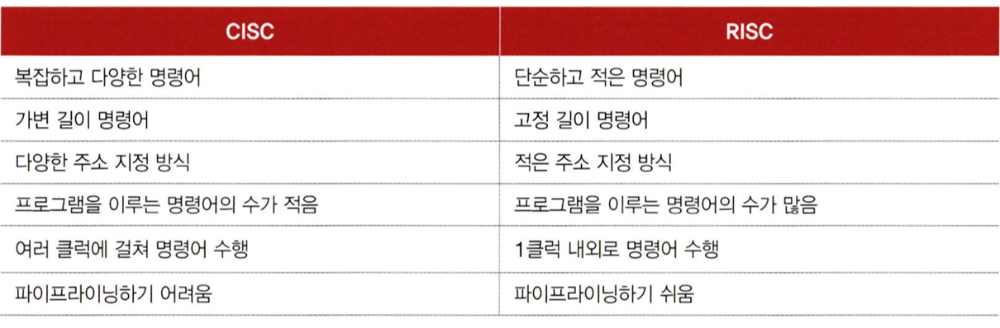 CISC RISC
복잡하고 다양한 명령어 단순하고 적은 명령어
가변 길이 명령어 고정 길이 명령어
다양한 주소 지정 방식 적은 주소 지정 방식
프로그램을 이루는 명령어의 수가 적음 프로그램을 이루는 명령어의 수가 많음
여러 클럭에 걸쳐 명령어 수행 1클럭 내외로 명령어 수행
파이프라이닝하기 어려움 파이프라이닝하기 쉬움